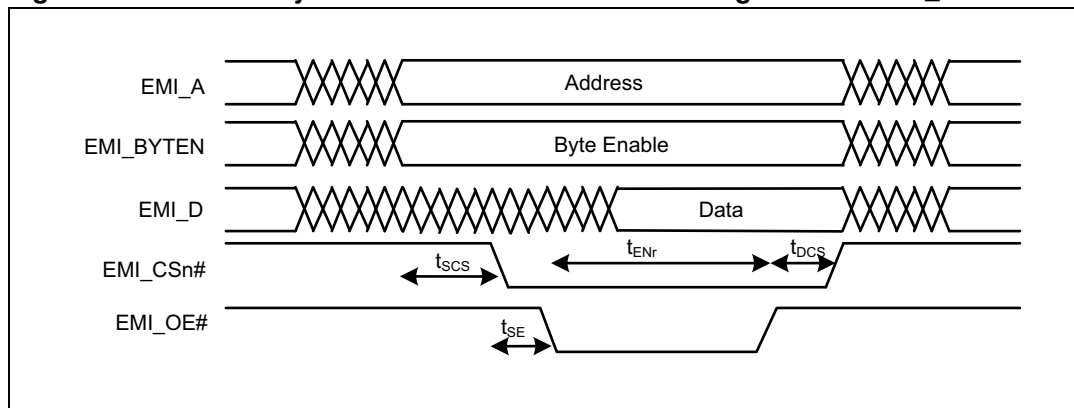 EMI_A
Address
EMI_BYTEN
Byte Enable
EMI_D
Data
EMI_CSn#
tSCS
tENr
tDCS
EMI_OE#
tSE